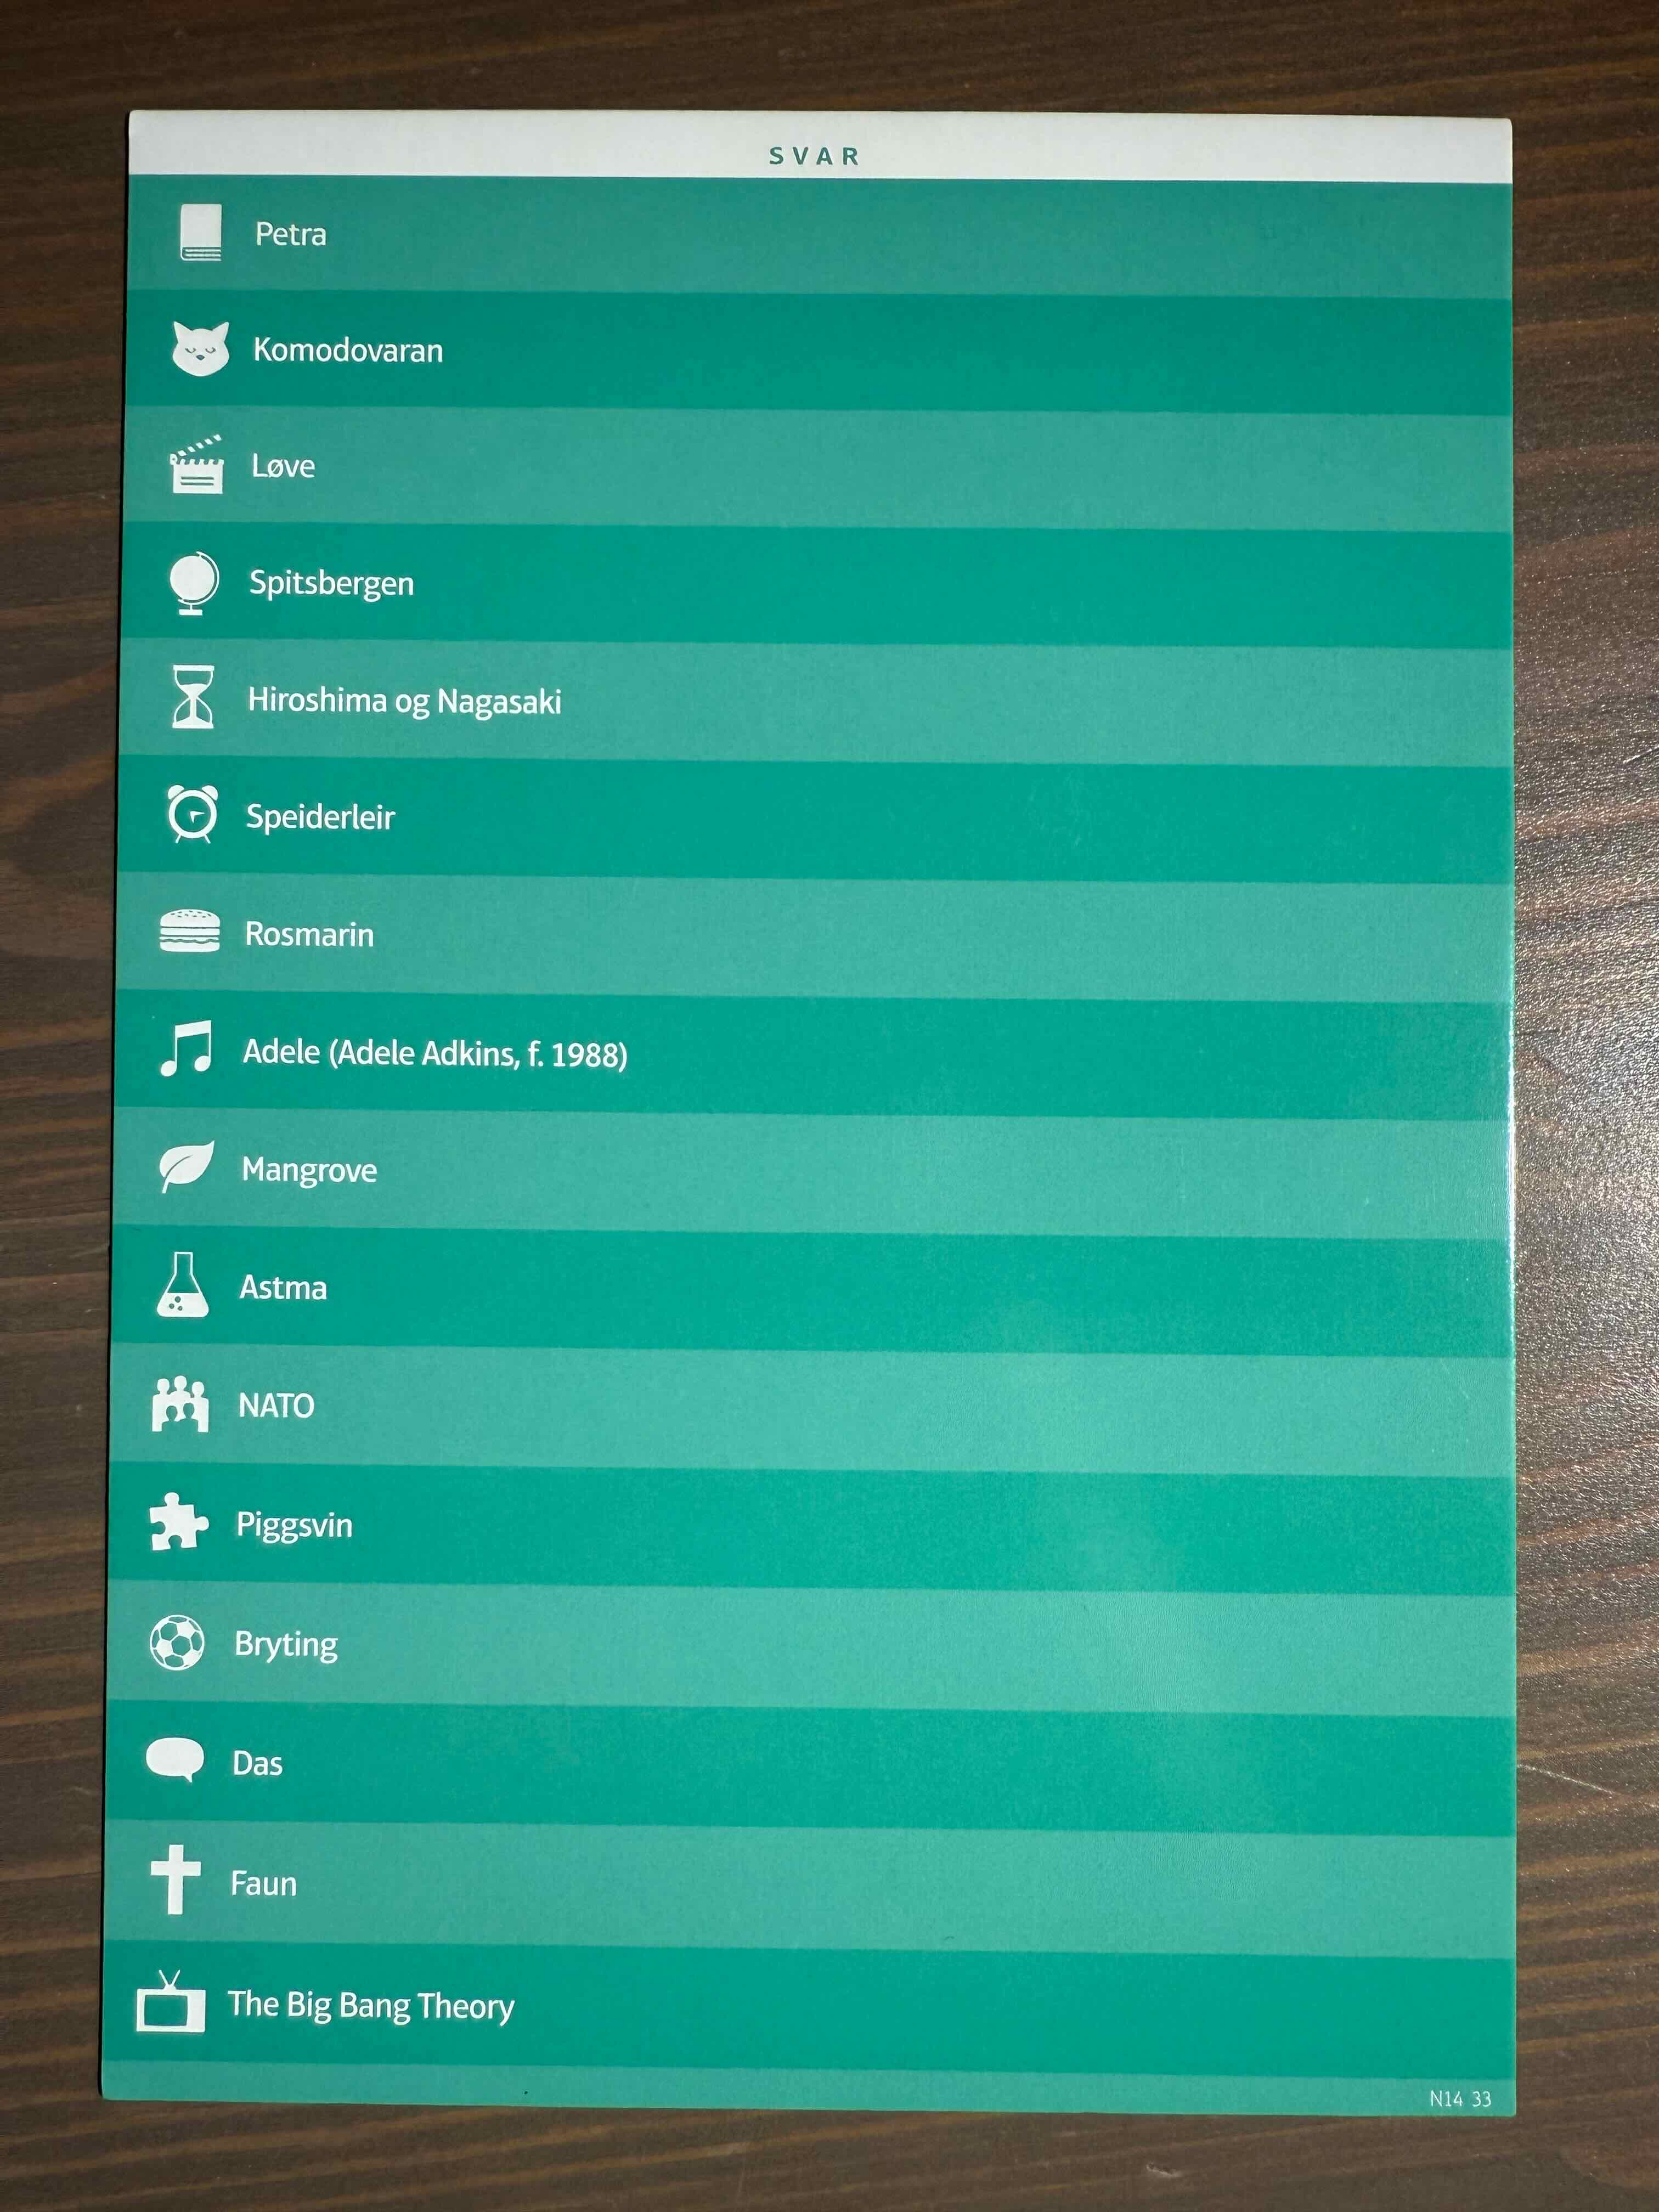 SVAR
Petra
Komodovaran
Løve
Spitsbergen
Hiroshima og Nagasaki
Speiderleir
Rosmarin
Adele (Adele Adkins, f. 1988)
Mangrove
Astma
NATO
Piggsvin
Bryting
Das
Faun
The Big Bang Theory
N14 33